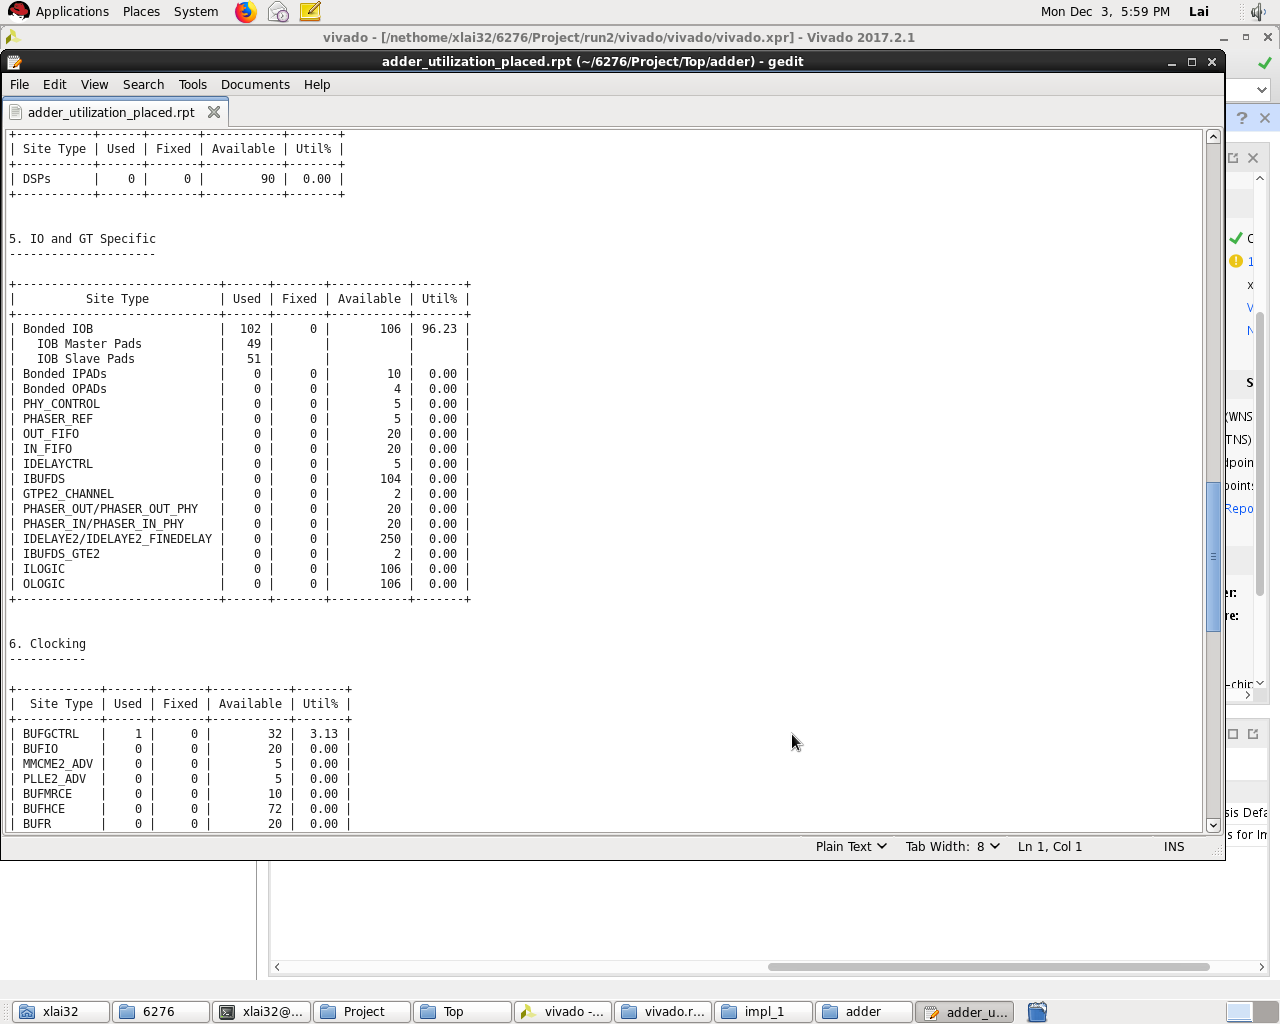 Applications Places System Mon Dec 3, 5:59 PM Lai
vivado - [/nethome/xlai32/6276/Project/run2/vivado/vivado/vivado.xpr] - Vivado 2017.2.1
adder_utilization_placed.rpt (~/6276/Project/Top/adder) - gedit
File Edit View Search Tools Documents Help
adder_utilization_placed.rpt
+-----------+------+-------+-----------+-------+
| Site Type | Used | Fixed | Available | Util% |
+-----------+------+-------+-----------+-------+
| DSPs      |    0 |     0 |        90 |  0.00 |
+-----------+------+-------+-----------+-------+
5. IO and GT Specific
---------------------
+-----------------------------+------+-------+-----------+-------+
|          Site Type          | Used | Fixed | Available | Util% |
+-----------------------------+------+-------+-----------+-------+
| Bonded IOB                  |  102 |     0 |       106 | 96.23 |
|   IOB Master Pads           |   49 |       |           |       |
|   IOB Slave Pads            |   51 |       |           |       |
| Bonded IPADs                |    0 |     0 |        10 |  0.00 |
| Bonded OPADs                |    0 |     0 |         4 |  0.00 |
| PHY_CONTROL                 |    0 |     0 |         5 |  0.00 |
| PHASER_REF                  |    0 |     0 |         5 |  0.00 |
| OUT_FIFO                    |    0 |     0 |        20 |  0.00 |
| IN_FIFO                     |    0 |     0 |        20 |  0.00 |
| IDELAYCTRL                  |    0 |     0 |         5 |  0.00 |
| IBUFDS                      |    0 |     0 |       104 |  0.00 |
| GTPE2_CHANNEL               |    0 |     0 |         2 |  0.00 |
| PHASER_OUT/PHASER_OUT_PHY   |    0 |     0 |        20 |  0.00 |
| PHASER_IN/PHASER_IN_PHY     |    0 |     0 |        20 |  0.00 |
| IDELAYE2/IDELAYE2_FINEDELAY |    0 |     0 |       250 |  0.00 |
| IBUFDS_GTE2                 |    0 |     0 |         2 |  0.00 |
| ILOGIC                      |    0 |     0 |       106 |  0.00 |
| OLOGIC                      |    0 |     0 |       106 |  0.00 |
+-----------------------------+------+-------+-----------+-------+
6. Clocking
-----------
+------------+------+-------+-----------+-------+
|  Site Type | Used | Fixed | Available | Util% |
+------------+------+-------+-----------+-------+
| BUFGCTRL   |    1 |     0 |        32 |  3.13 |
| BUFIO      |    0 |     0 |        20 |  0.00 |
| MMCME2_ADV |    0 |     0 |         5 |  0.00 |
| PLLE2_ADV  |    0 |     0 |         5 |  0.00 |
| BUFMRCE    |    0 |     0 |        10 |  0.00 |
| BUFHCE     |    0 |     0 |        72 |  0.00 |
| BUFR       |    0 |     0 |        20 |  0.00 |
Plain Text Tab Width: 8 Ln 1, Col 1 INS
(WNS
TNS)
dpoin
points
Repo
er:
re:
-chip
sis Defa
s for Im
xlai32 6276 xlai32@... Project Top vivado -... vivado.r... impl_1 adder adder_u...